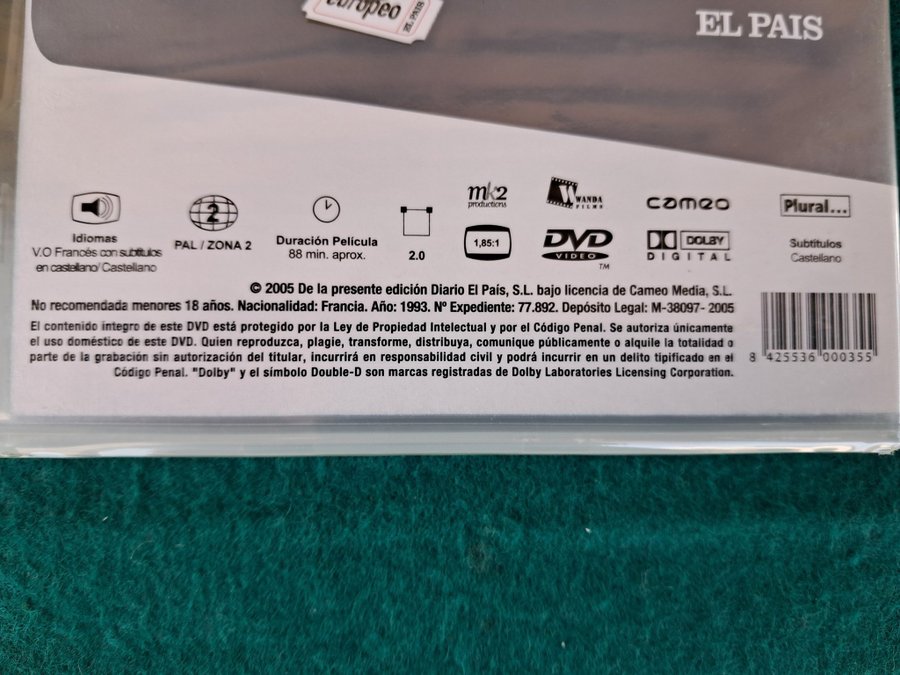 europeo
EL PAIS
EL PAIS
mk2
productions
WANDA
FILMS
cameo
Plural...
2
Idiomas
V.O Francés con subtítulos
en castellano/ Castellano
PAL / ZONA 2
Duración Película
88 min. aprox.
2.0
1,85:1
DVD
VIDEO
TM
DOLBY
DIGITAL
Subtítulos
Castellano
© 2005 De la presente edición Diario El País, S.L. bajo licencia de Cameo Media, S.L.
No recomendada menores 18 años. Nacionalidad: Francia. Año: 1993. Nº Expediente: 77.892. Depósito Legal: M-38097- 2005
El contenido integro de este DVD está protegido por la Ley de Propiedad Intelectual y por el Código Penal. Se autoriza únicamente
el uso doméstico de este DVD. Quien reproduzca, plagie, transforme, distribuya, comunique públicamente o alquile la totalidad o
parte de la grabación sin autorización del titular, incurrirá en responsabilidad civil y podrá incurrir en un delito tipificado en el
Código Penal. "Dolby" y el símbolo Double-D son marcas registradas de Dolby Laboratories Licensing Corporation.
8 425536 000355